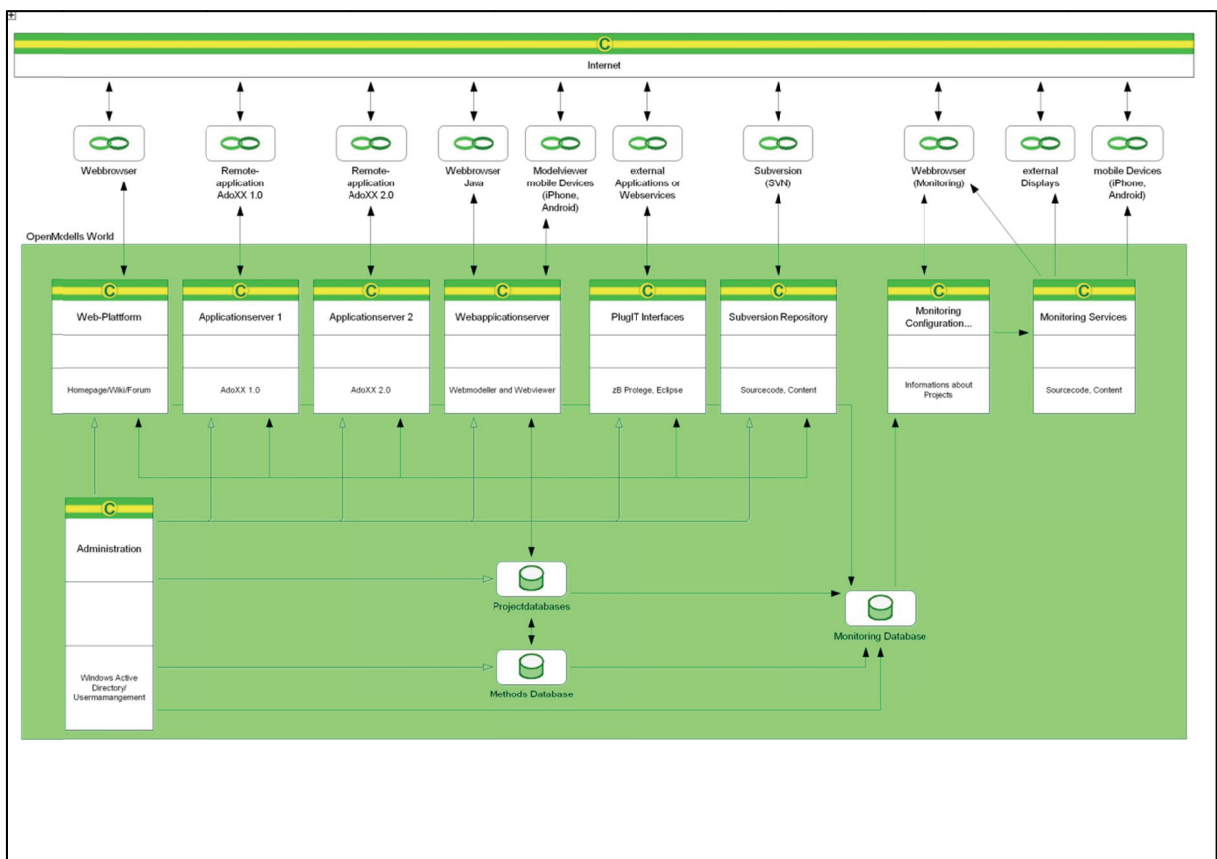 C
Internet
Webbrowser
Remote-
application
AdoXX 1.0
Remote-
application
AdoXX 2.0
Webbrowser
Java
Modelviewer
mobile Devices
(iPhone,
Android)
external
Applications or
Webservices
Subversion
(SVN)
Webbrowser
(Monitoring)
external
Displays
mobile Devices
(iPhone,
Android)
OpenModells World
C
Web-Plattform
Homepage/Wiki/Forum
C
Applicationserver 1
AdoXX 1.0
C
Applicationserver 2
AdoXX 2.0
C
Webapplicationserver
Webmodeller and Webviewer
C
PlugIT Interfaces
zB Protege, Eclipse
C
Subversion Repository
Sourcecode, Content
C
Monitoring
Configuration...
Informations about
Projects
C
Monitoring Services
Sourcecode, Content
C
Administration
Windows Active
Directory/
Usermamangement
Projectdatabases
Methods Database
Monitoring Database